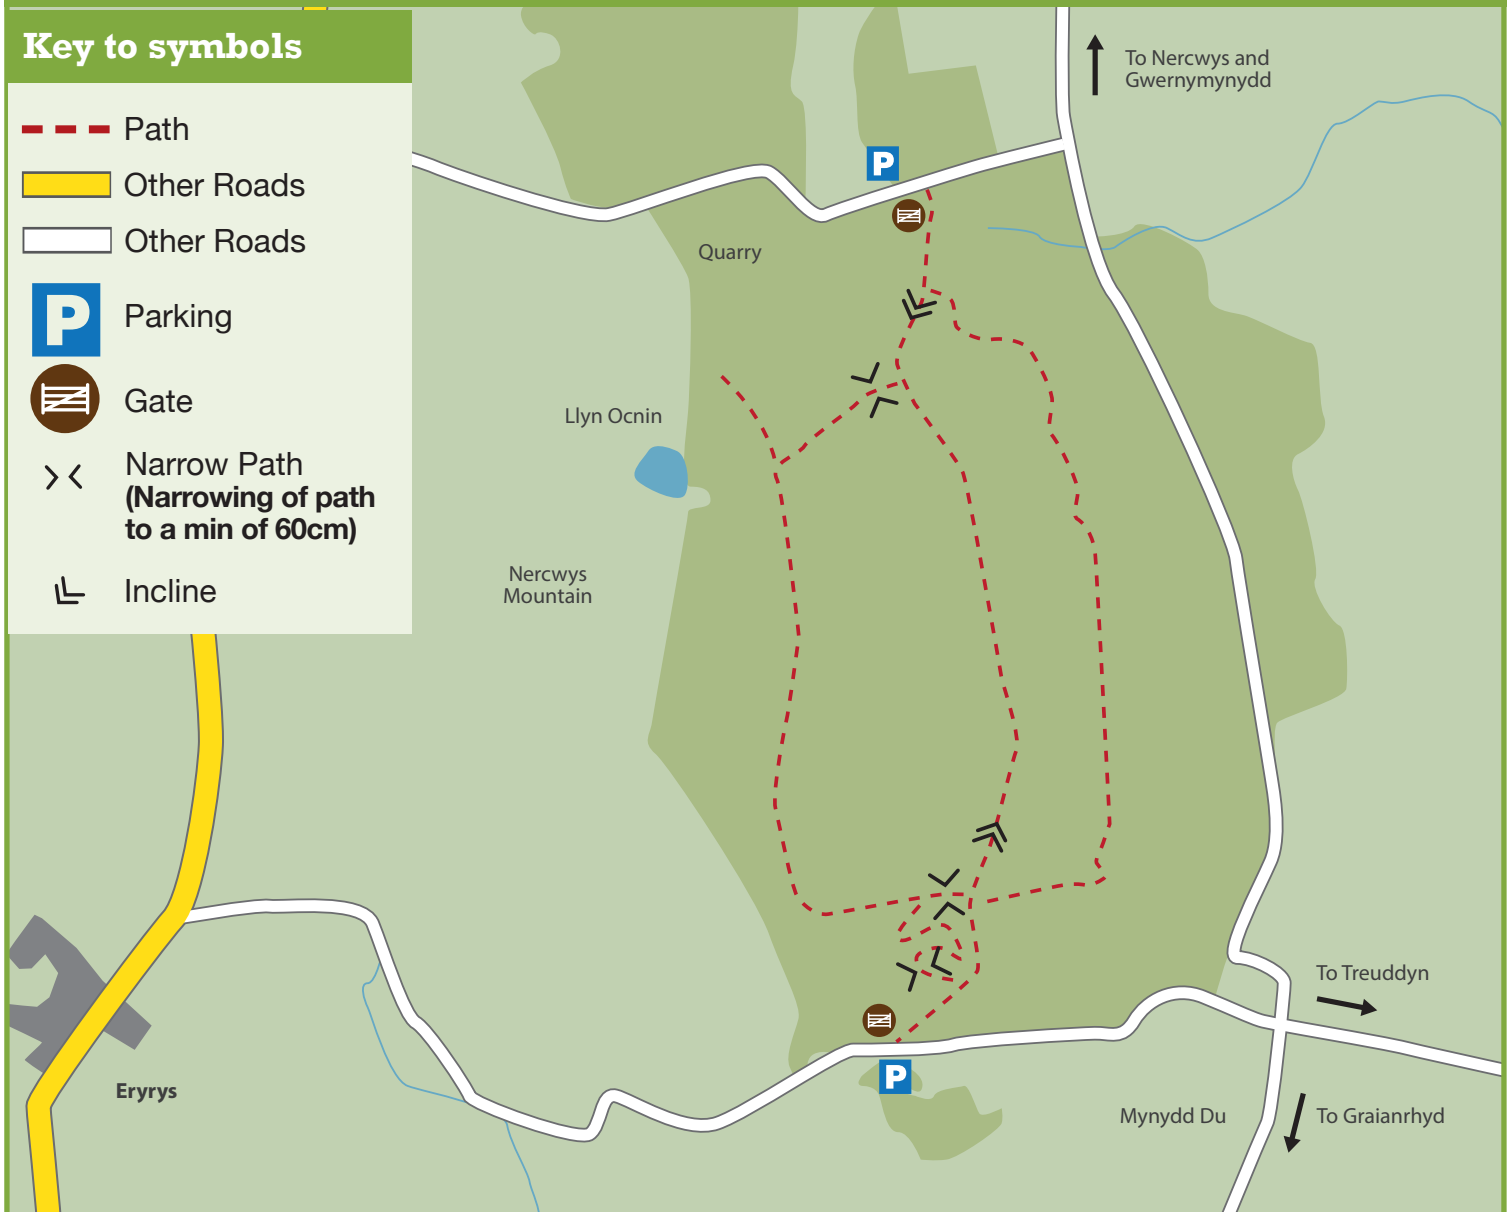 Key to symbols
Path
Other Roads
Other Roads
P
Parking
Gate
Narrow Path
(Narrowing of path
to a min of 60cm)
Incline
To Nercwys and
Gwernymynydd
P
Quarry
Llyn Ocnin
Nercwys
Mountain
To Treuddyn
P
Eryrys
Mynydd Du
To Graianrhyd